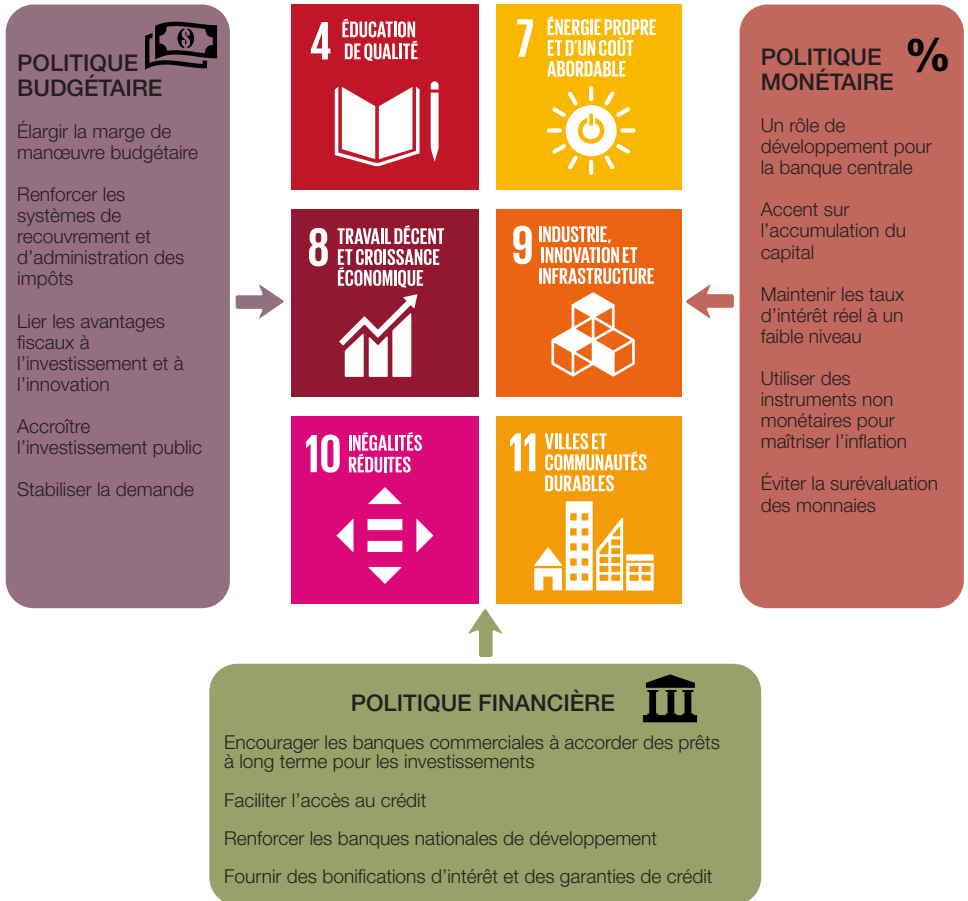 POLITIQUE
BUDGÉTAIRE
Élargir la marge de
manœuvre budgétaire
Renforcer les
systèmes de
recouvrement et
d'administration des
impôts
Lier les avantages
fiscaux à
l'investissement et à
l'innovation
Accroître
l'investissement public
Stabiliser la demande
4 ÉDUCATION
DE QUALITÉ
7 ÉNERGIE PROPRE
ET D'UN COÛT
ABORDABLE
8 TRAVAIL DÉCENT
ET CROISSANCE
ÉCONOMIQUE
9 INDUSTRIE,
INNOVATION ET
INFRASTRUCTURE
10 INÉGALITÉS
RÉDUITES
11 VILLES ET
COMMUNAUTÉS
DURABLES
POLITIQUE %
MONÉTAIRE
Un rôle de
développement pour
la banque centrale
Accent sur
l'accumulation du
capital
Maintenir les taux
d'intérêt réel à un
faible niveau
Utiliser des
instruments non
monétaires pour
maîtriser l'inflation
Éviter la surévaluation
des monnaies
POLITIQUE FINANCIÈRE
Encourager les banques commerciales à accorder des prêts
à long terme pour les investissements
Faciliter l'accès au crédit
Renforcer les banques nationales de développement
Fournir des bonifications d'intérêt et des garanties de crédit